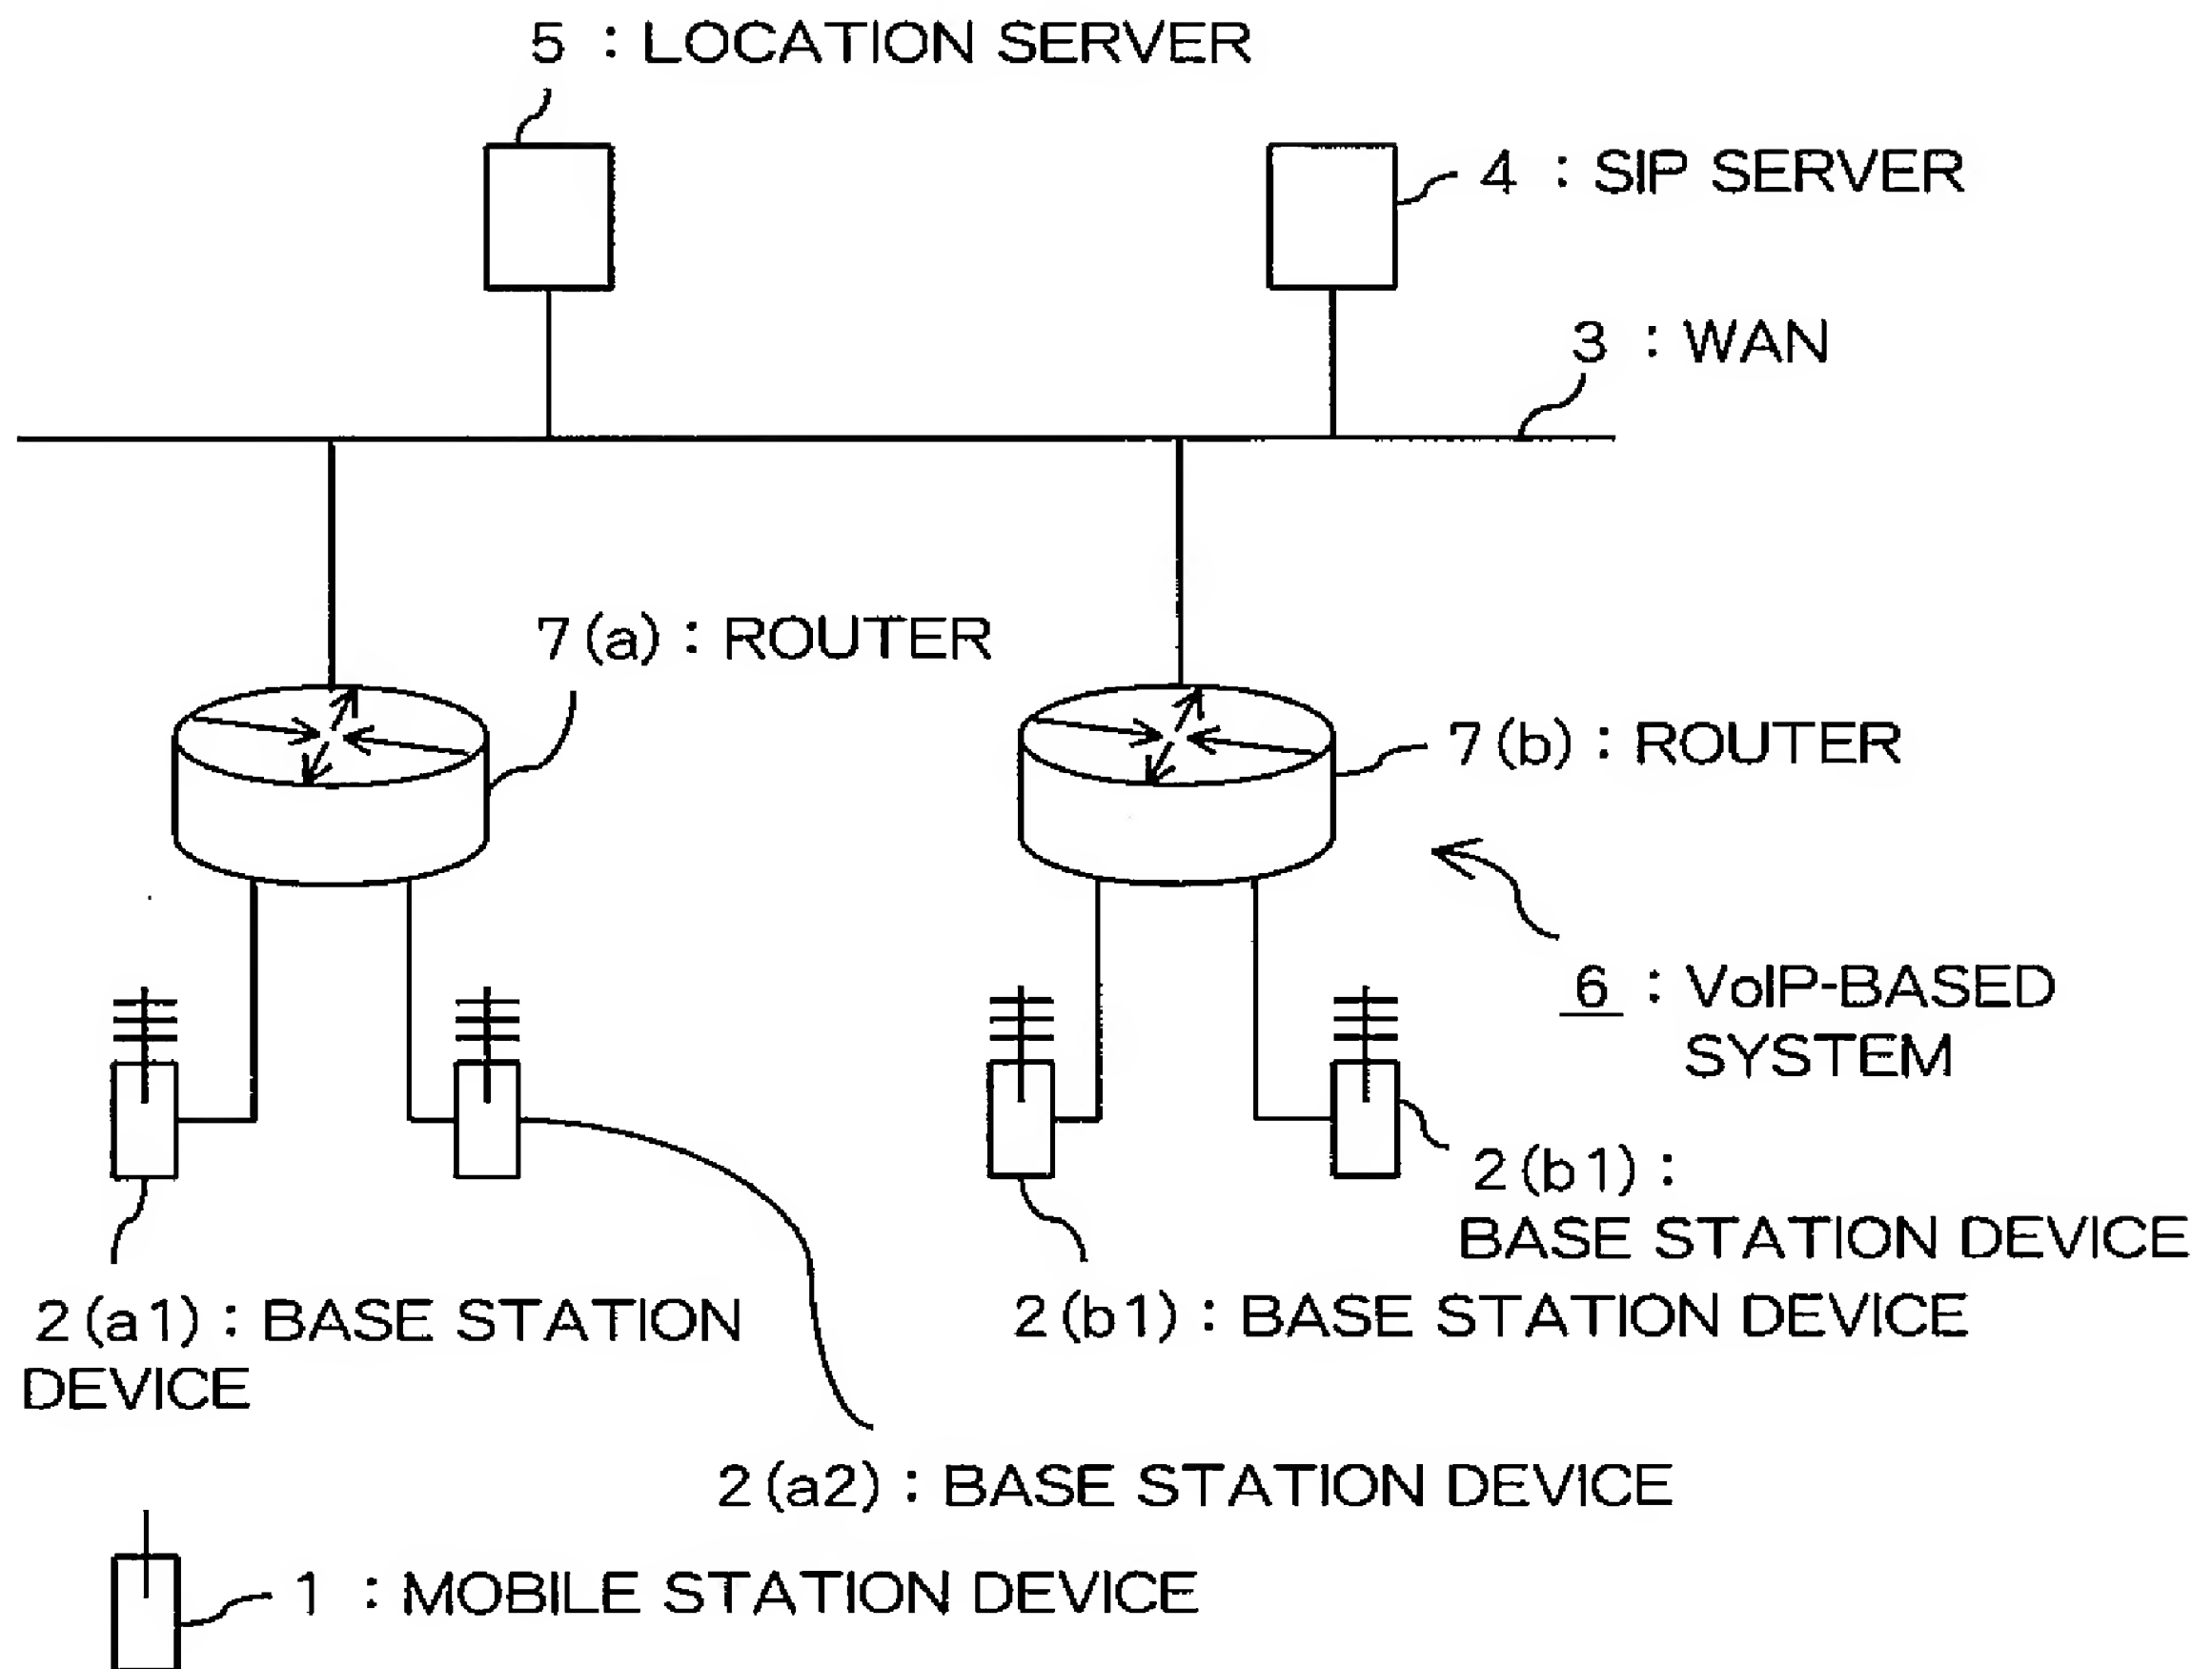 5 : LOCATION SERVER
4 : SIP SERVER
3 : WAN
7(a) : ROUTER
7(b) : ROUTER
6 : VoIP-BASED
SYSTEM
2(b1) :
BASE STATION DEVICE
2(a1) : BASE STATION
DEVICE
2(b1) : BASE STATION DEVICE
2(a2) : BASE STATION DEVICE
1 : MOBILE STATION DEVICE